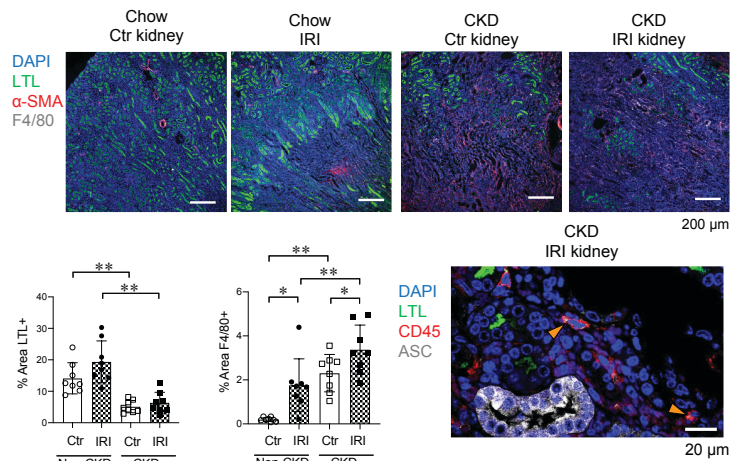 Chow
Ctr kidney
Chow
IRI
CKD
Ctr kidney
CKD
IRI kidney
DAPI
LTL
α-SMA
F4/80
200 µm
CKD
IRI kidney
% Area LTL+
40
30
20
10
0
**
**
Ctr
IRI
Ctr
IRI
% Area F4/80+
6
4
2
0
**
**
*
*
Ctr
IRI
Ctr
IRI
DAPI
LTL
CD45
ASC
20 µm